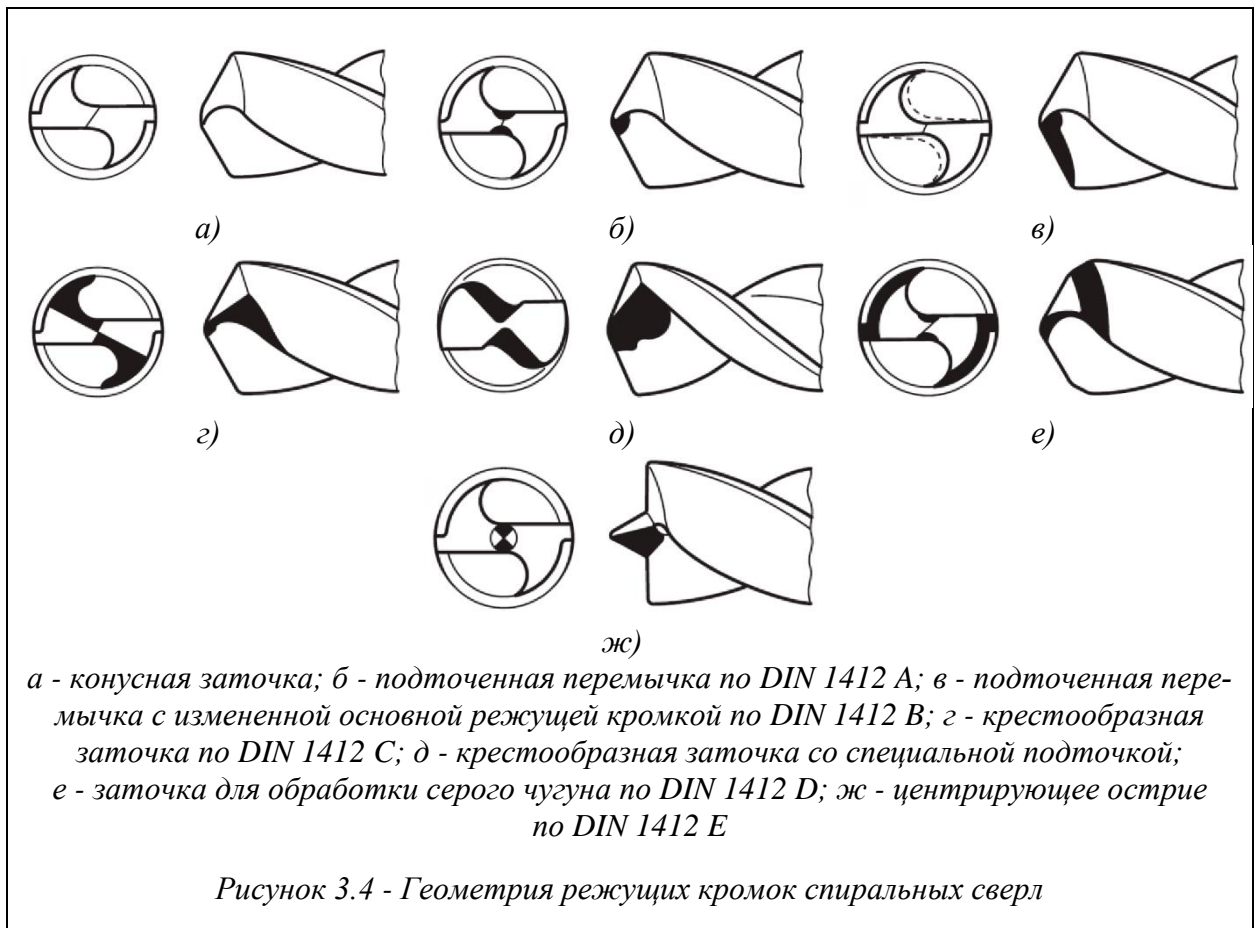 а)
б)
в)
г)
д)
е)
ж)
а - конусная заточка; б - подточенная перемычка по DIN 1412 A; в - подточенная пере-
мычка с измененной основной режущей кромкой по DIN 1412 B; г - крестообразная
заточка по DIN 1412 C; д - крестообразная заточка со специальной подточкой;
е - заточка для обработки серого чугуна по DIN 1412 D; ж - центрирующее острие
по DIN 1412 E
Рисунок 3.4 - Геометрия режущих кромок спиральных сверл